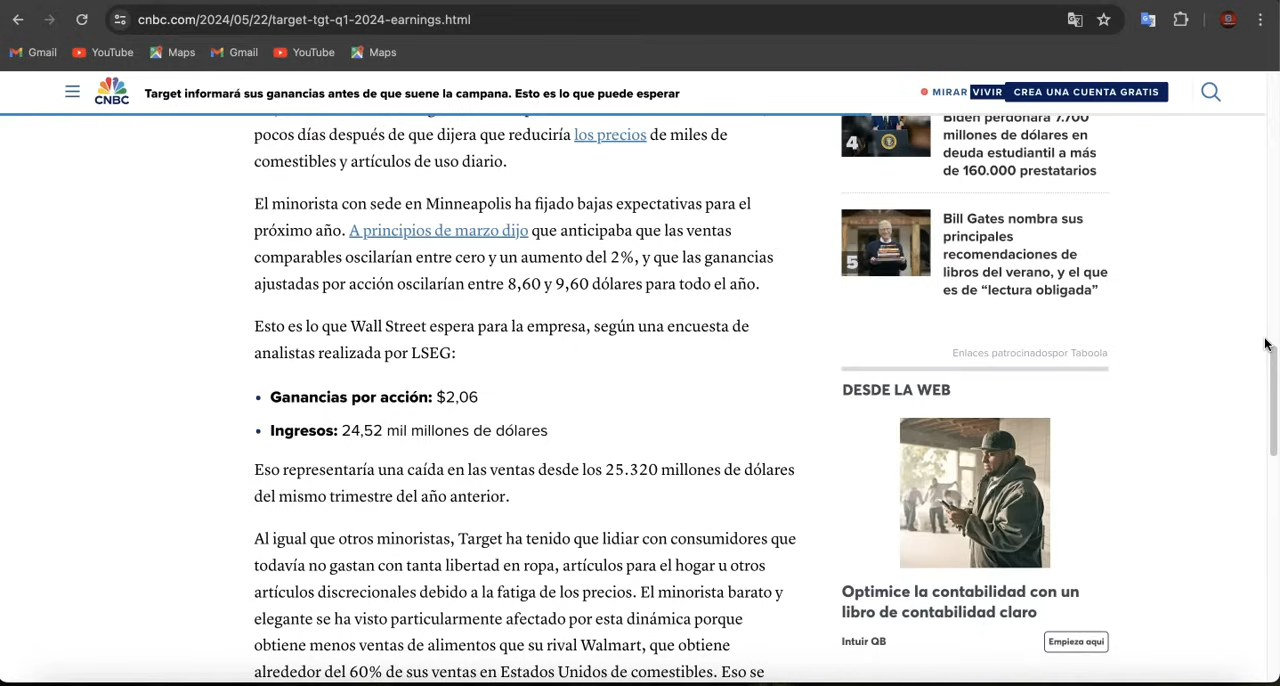 cnbc.com/2024/05/22/target-tgt-q1-2024-earnings.html
Gmail YouTube Maps Gmail YouTube Maps
CNBC
Target informará sus ganancias antes de que suene la campana. Esto es lo que puede esperar
MIRAR VIVIR CREA UNA CUENTA GRATIS
pocos días después de que dijera que reduciría los precios de miles de
comestibles y artículos de uso diario.
El minorista con sede en Minneapolis ha fijado bajas expectativas para el
próximo año. A principios de marzo dijo que anticipaba que las ventas
comparables oscilarían entre cero y un aumento del 2%, y que las ganancias
ajustadas por acción oscilarían entre 8,60 y 9,60 dólares para todo el año.
Esto es lo que Wall Street espera para la empresa, según una encuesta de
analistas realizada por LSEG:
• Ganancias por acción: $2,06
• Ingresos: 24,52 mil millones de dólares
Eso representaría una caída en las ventas desde los 25.320 millones de dólares
del mismo trimestre del año anterior.
Al igual que otros minoristas, Target ha tenido que lidiar con consumidores que
todavía no gastan con tanta libertad en ropa, artículos para el hogar u otros
artículos discrecionales debido a la fatiga de los precios. El minorista barato y
elegante se ha visto particularmente afectado por esta dinámica porque
obtiene menos ventas de alimentos que su rival Walmart, que obtiene
alrededor del 60% de sus ventas en Estados Unidos de comestibles. Eso se
4
Biden perdonará 7.700
millones de dólares en
deuda estudiantil a más
de 160.000 prestatarios
5
Bill Gates nombra sus
principales
recomendaciones de
libros del verano, y el que
es de “lectura obligada”
Enlaces patrocinadospor Taboola
DESDE LA WEB
Optimice la contabilidad con un
libro de contabilidad claro
Intuir QB
Empieza aquí